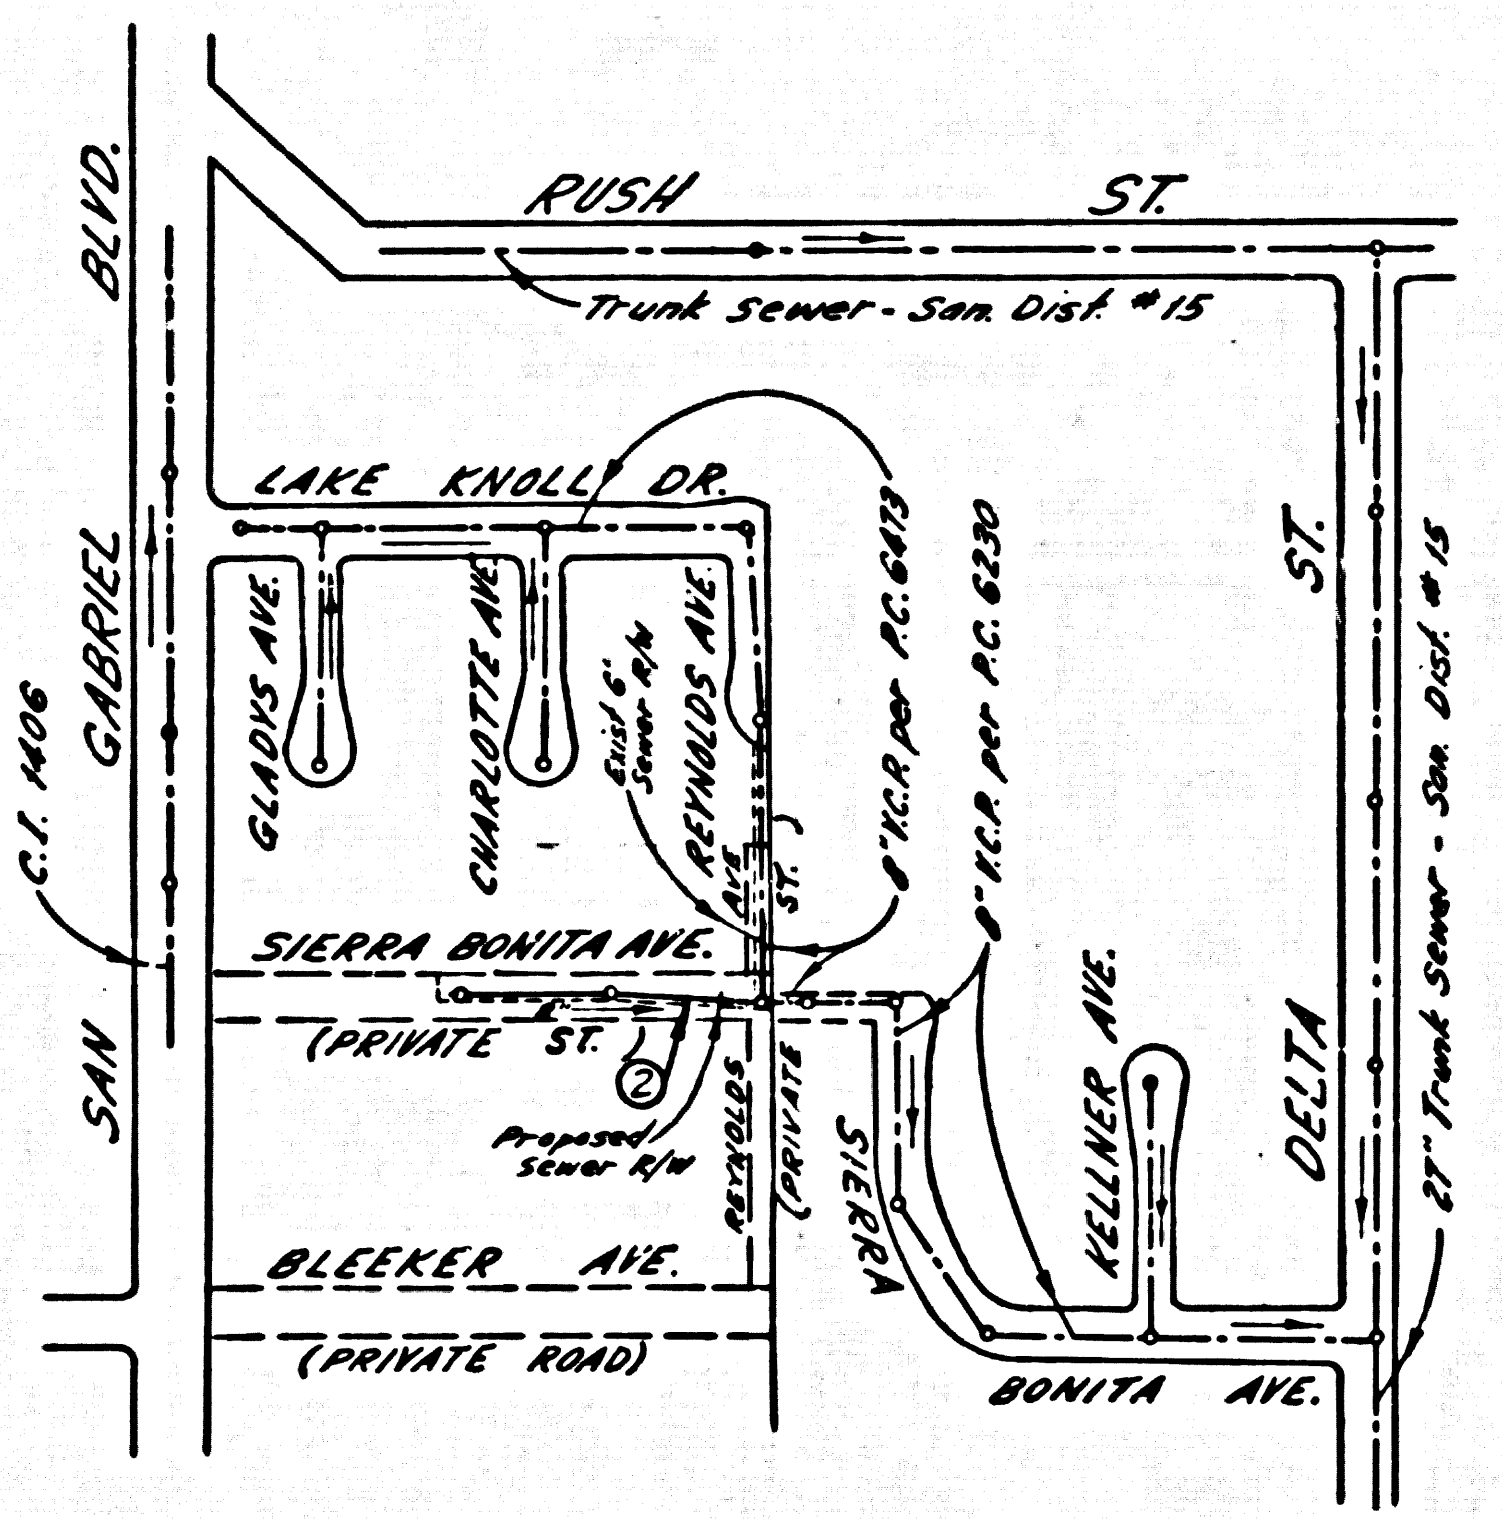 RUSH ST.
Trunk Sewer - San. Dist. #15
SAN GABRIEL BLVD.
C.I. 1406
LAKE KNOLL DR.
GLADYS AVE.
CHARLOTTE AVE.
Exist 6"
Sewer R/W
REYNOLDS AVE.
AVE
ST.
8" V.C.P. per P.C. 6473
8" V.C.P. per P.C. 6230
DELTA ST.
27" Trunk Sewer - San. Dist. #15
SIERRA BONITA AVE.
(PRIVATE ST.
2
Proposed
Sewer R/W
REYNOLDS
(PRIVATE
SIERRA
KELLNER AVE.
BLEEKER AVE.
(PRIVATE ROAD)
BONITA AVE.